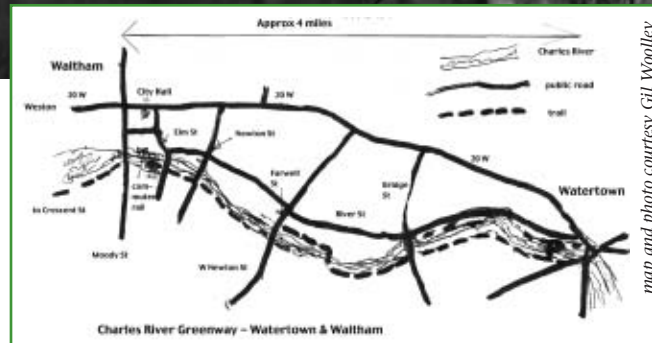 Approx 4 miles
Waltham
Charles River
City Hall
20 W
20 W
public road
Weston
trail
Elm St
Newton St
Farwell St
Bridge St
20 W
Watertown
commuter rail
to Crescent St
River St
Moody St
W Newton St
Charles River Greenway – Watertown & Waltham
map and photo courtesy Gil Woolley